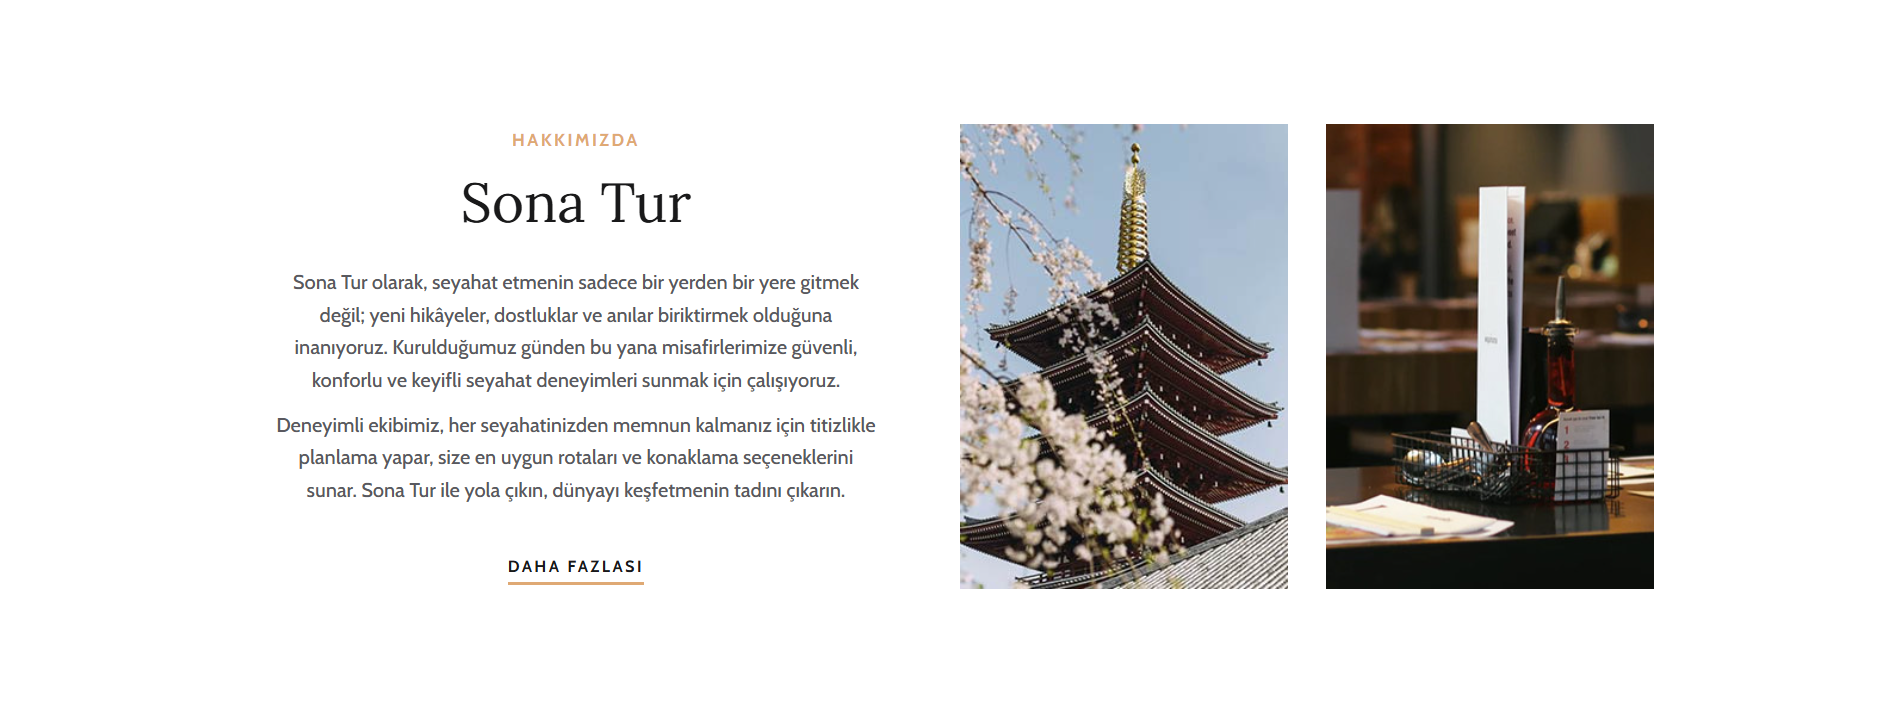 HAKKIMIZDA
Sona Tur
Sona Tur olarak, seyahat etmenin sadece bir yerden bir yere gitmek
değil; yeni hikâyeler, dostluklar ve anılar biriktirmek olduğuna
inanıyoruz. Kurulduğumuz günden bu yana misafirlerimize güvenli,
konforlu ve keyifli seyahat deneyimleri sunmak için çalışıyoruz.
Deneyimli ekibimiz, her seyahatinizden memnun kalmanız için titizlikle
planlama yapar, size en uygun rotaları ve konaklama seçeneklerini
sunar. Sona Tur ile yola çıkın, dünyayı keşfetmenin tadını çıkarın.
DAHA FAZLASI
1
2